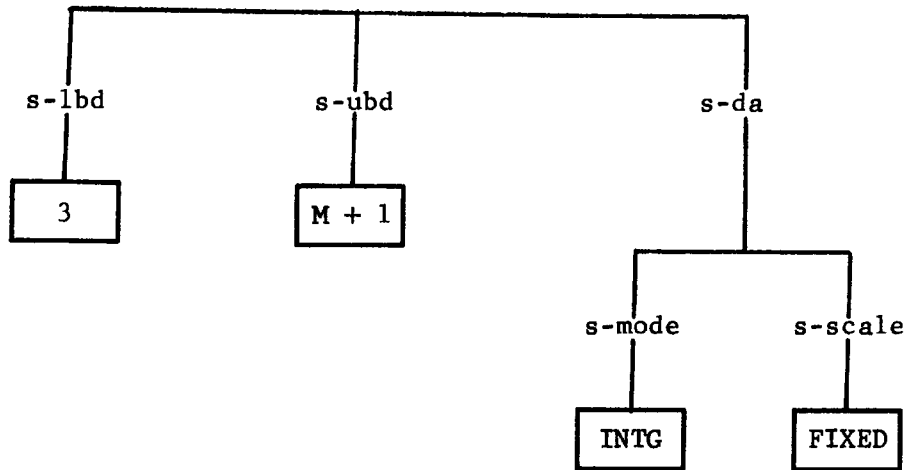 s-lbd s-ubd s-da
3 M + 1
s-mode s-scale
INTG FIXED